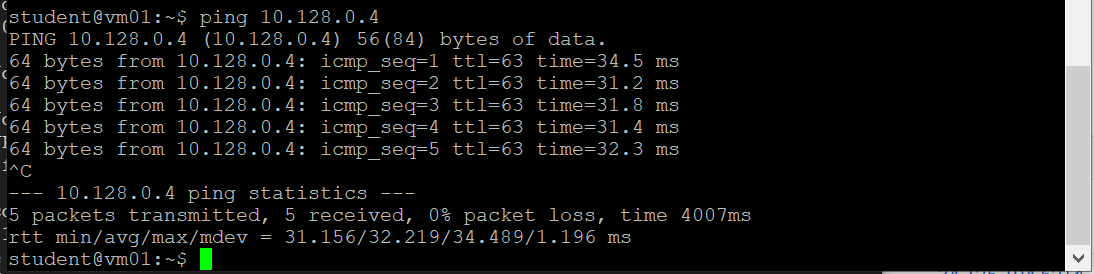 student@vm01:~$ ping 10.128.0.4
PING 10.128.0.4 (10.128.0.4) 56(84) bytes of data.
64 bytes from 10.128.0.4: icmp_seq=1 ttl=63 time=34.5 ms
64 bytes from 10.128.0.4: icmp_seq=2 ttl=63 time=31.2 ms
64 bytes from 10.128.0.4: icmp_seq=3 ttl=63 time=31.8 ms
64 bytes from 10.128.0.4: icmp_seq=4 ttl=63 time=31.4 ms
64 bytes from 10.128.0.4: icmp_seq=5 ttl=63 time=32.3 ms
^C
--- 10.128.0.4 ping statistics ---
5 packets transmitted, 5 received, 0% packet loss, time 4007ms
rtt min/avg/max/mdev = 31.156/32.219/34.489/1.196 ms
student@vm01:~$